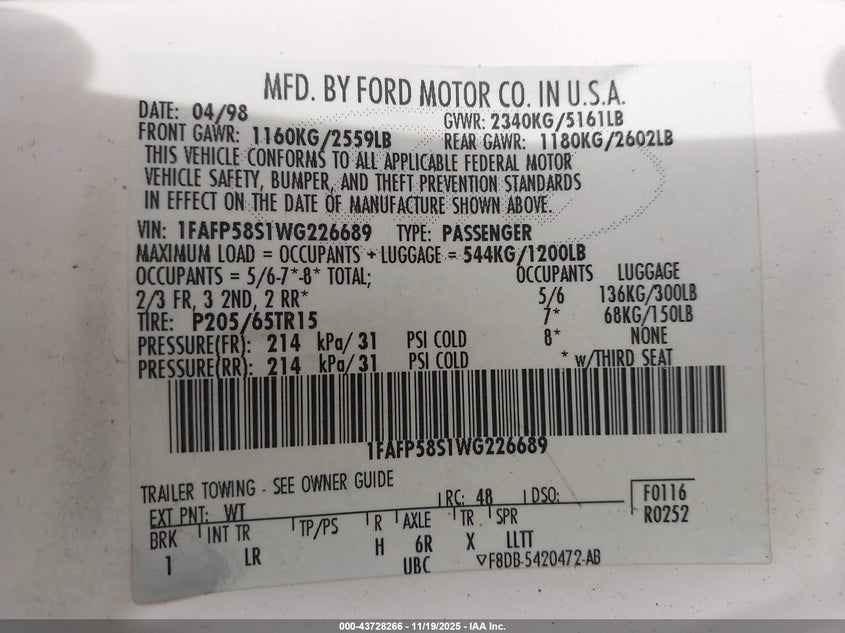 MFD. BY FORD MOTOR CO. IN U.S.A.
DATE: 04/98 GVWR: 2340KG/5161LB
FRONT GAWR: 1160KG/2559LB REAR GAWR: 1180KG/2602LB
THIS VEHICLE CONFORMS TO ALL APPLICABLE FEDERAL MOTOR
VEHICLE SAFETY, BUMPER, AND THEFT PREVENTION STANDARDS
IN EFFECT ON THE DATE OF MANUFACTURE SHOWN ABOVE.
VIN: 1FAFP58S1WG226689 TYPE: PASSENGER
MAXIMUM LOAD = OCCUPANTS + LUGGAGE = 544KG/1200LB
OCCUPANTS = 5/6-7*-8* TOTAL; OCCUPANTS LUGGAGE
2/3 FR, 3 2ND, 2 RR* 5/6 136KG/300LB
TIRE: P205/65TR15 7* 68KG/150LB
PRESSURE(FR): 214 kPa/ 31 PSI COLD 8* NONE
PRESSURE(RR): 214 kPa/ 31 PSI COLD * w/THIRD SEAT
1FAFP58S1WG226689
TRAILER TOWING - SEE OWNER GUIDE
EXT PNT: WT RC: 48 DSO: F0116
BRK INT TR TP/PS R AXLE TR SPR R0252
1 LR H 6R X LLTT
UBC ▽F8DB-5420472-AB
000-43728266 - 11/19/2025 - IAA Inc.